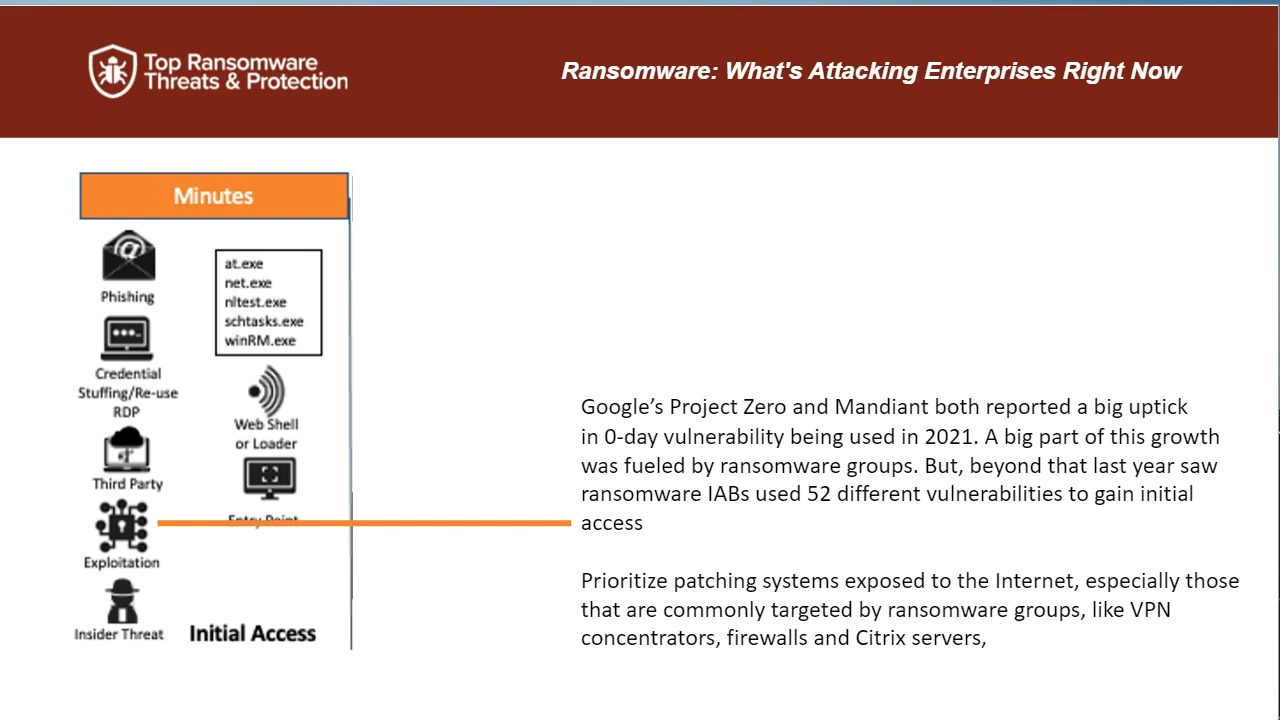 Top Ransomware
Threats & Protection
Ransomware: What's Attacking Enterprises Right Now
Minutes
Phishing
Credential
Stuffing/Re-use
RDP
Third Party
Exploitation
Insider Threat
at.exe
net.exe
nltest.exe
schtasks.exe
winRM.exe
Web Shell
or Loader
Entry Point
Initial Access
Google’s Project Zero and Mandiant both reported a big uptick
in 0-day vulnerability being used in 2021. A big part of this growth
was fueled by ransomware groups. But, beyond that last year saw
ransomware IABs used 52 different vulnerabilities to gain initial
access
Prioritize patching systems exposed to the Internet, especially those
that are commonly targeted by ransomware groups, like VPN
concentrators, firewalls and Citrix servers,